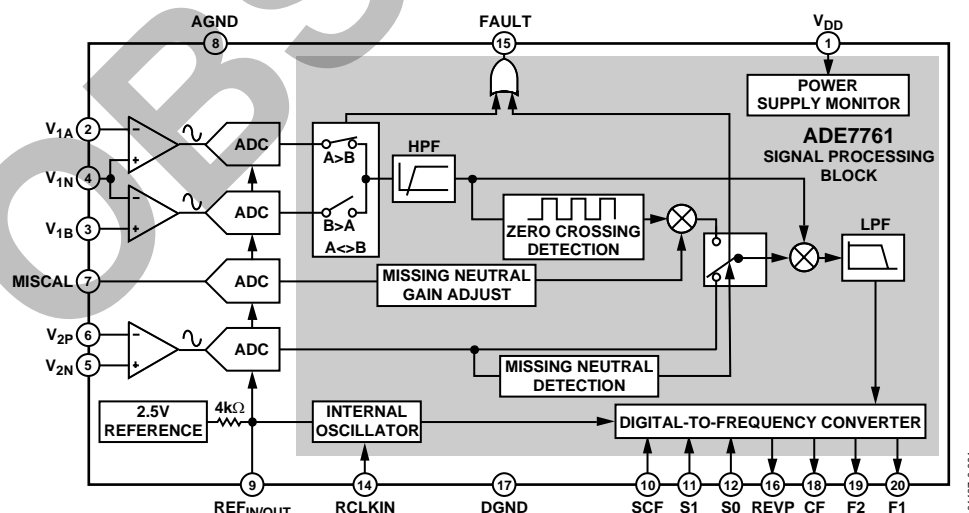 AGND
FAULT
VDD
8
15
1
POWER
SUPPLY MONITOR
ADE7761
SIGNAL PROCESSING
BLOCK
V1A 2
−
+
ADC
A>B
HPF
V1N 4
−
+
ADC
V1B 3
B>A
A<>B
ZERO CROSSING
DETECTION
LPF
MISCAL 7
ADC
MISSING NEUTRAL
GAIN ADJUST
V2P 6
−
+
ADC
V2N 5
MISSING NEUTRAL
DETECTION
2.5V
REFERENCE
4kΩ
INTERNAL
OSCILLATOR
DIGITAL-TO-FREQUENCY CONVERTER
9
14
17
10
11
12
16
18
19
20
REFIN/OUT
RCLKIN
DGND
SCF
S1
S0
REVP
CF
F2
F1
OBS